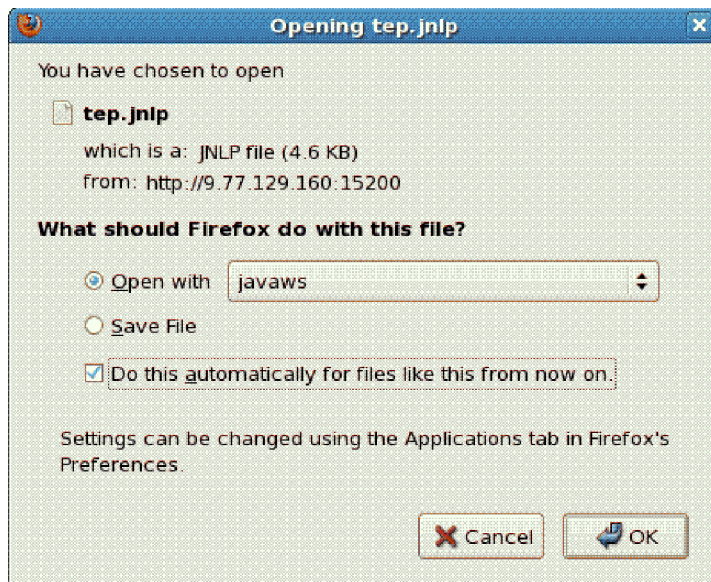 Opening tep.jnlp
You have chosen to open
tep.jnlp
which is a: JNLP file (4.6 KB)
from: http://9.77.129.160:15200
What should Firefox do with this file?
Open with javaws
Save File
Do this automatically for files like this from now on.
Settings can be changed using the Applications tab in Firefox's
Preferences.
Cancel OK